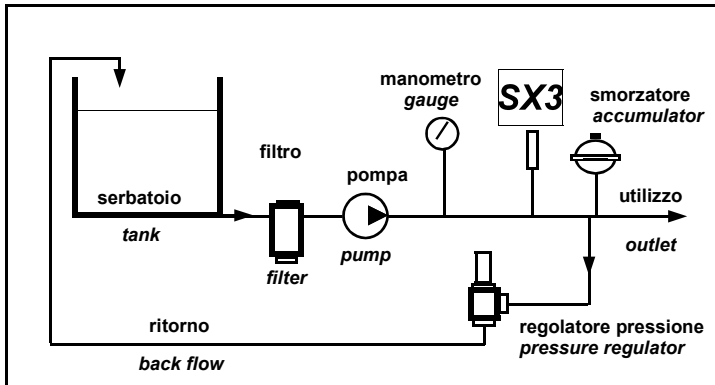 manometro
gauge
SX3
smorzatore
accumulator
filtro
pompa
serbatoio
utilizzo
tank
filter
pump
outlet
ritorno
back flow
regolatore pressione
pressure regulator